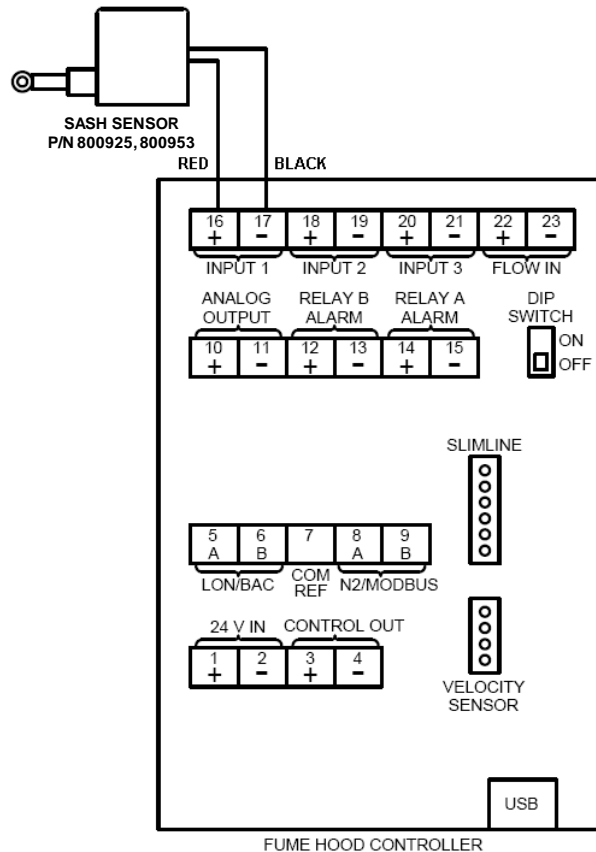 SASH SENSOR
P/N 800925, 800953
RED BLACK
16 17 18 19 20 21 22 23
+ - + - + - + -
INPUT 1 INPUT 2 INPUT 3 FLOW IN
ANALOG OUTPUT
RELAY B ALARM
RELAY A ALARM
DIP SWITCH
ON
OFF
10 11 12 13 14 15
+ - + - + -
SLIMLINE
5 6 7 8 9
A B A B
LON/BAC
COM REF
N2/MODBUS
24 V IN CONTROL OUT
1 2 3 4
+ - + -
VELOCITY SENSOR
USB
FUME HOOD CONTROLLER